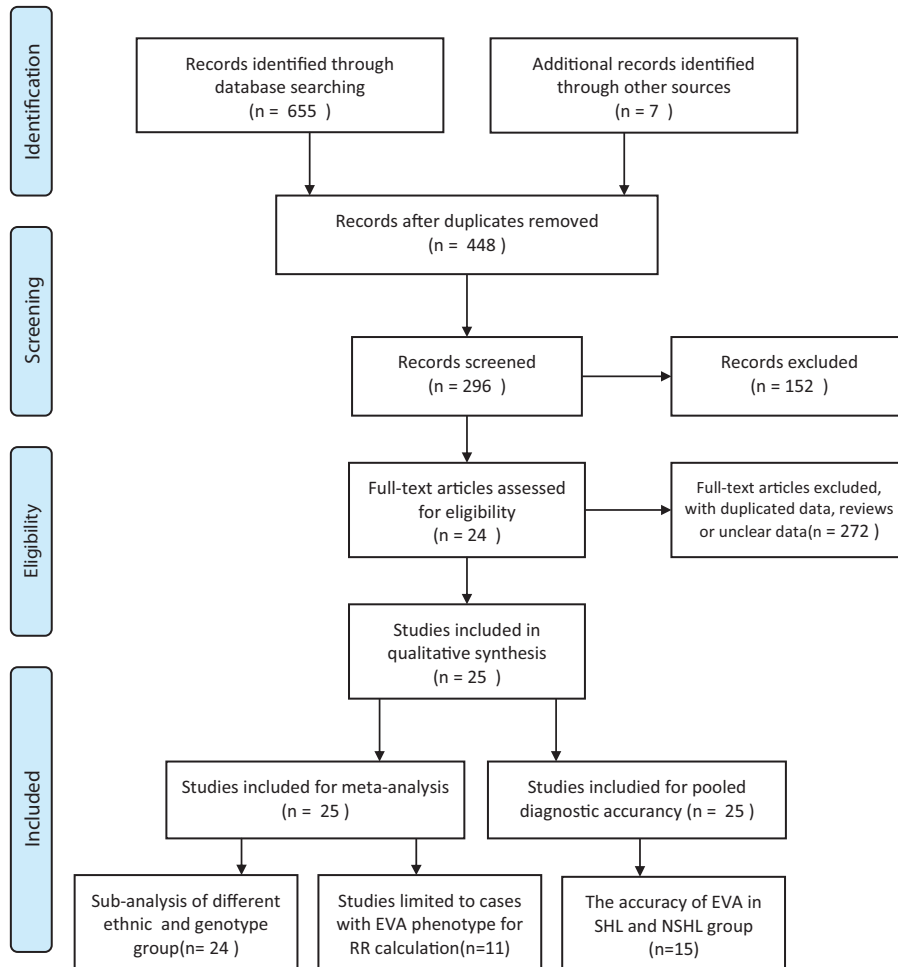 Identification
Records identified through
database searching
(n = 655 )
Additional records identified
through other sources
(n = 7 )
Screening
Records after duplicates removed
(n = 448 )
Records screened
(n = 296 )
Records excluded
(n = 152 )
Eligibility
Full-text articles assessed
for eligibility
(n = 24 )
Full-text articles excluded,
with duplicated data, reviews
or unclear data(n = 272 )
Studies included in
qualitative synthesis
(n = 25 )
Included
Studies included for meta-analysis
(n = 25 )
Studies includied for pooled
diagnostic accurancy (n = 25 )
Sub-analysis of different
ethnic and genotype
group(n= 24 )
Studies limited to cases
with EVA phenotype for
RR calculation(n=11)
The accuracy of EVA in
SHL and NSHL group
(n=15)